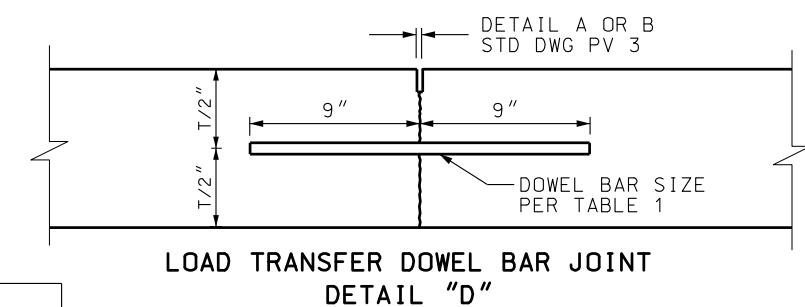 DETAIL A OR B
STD DWG PV 3
T/2"
9"
9"
T/2"
DOWEL BAR SIZE
PER TABLE 1
LOAD TRANSFER DOWEL BAR JOINT
DETAIL "D"